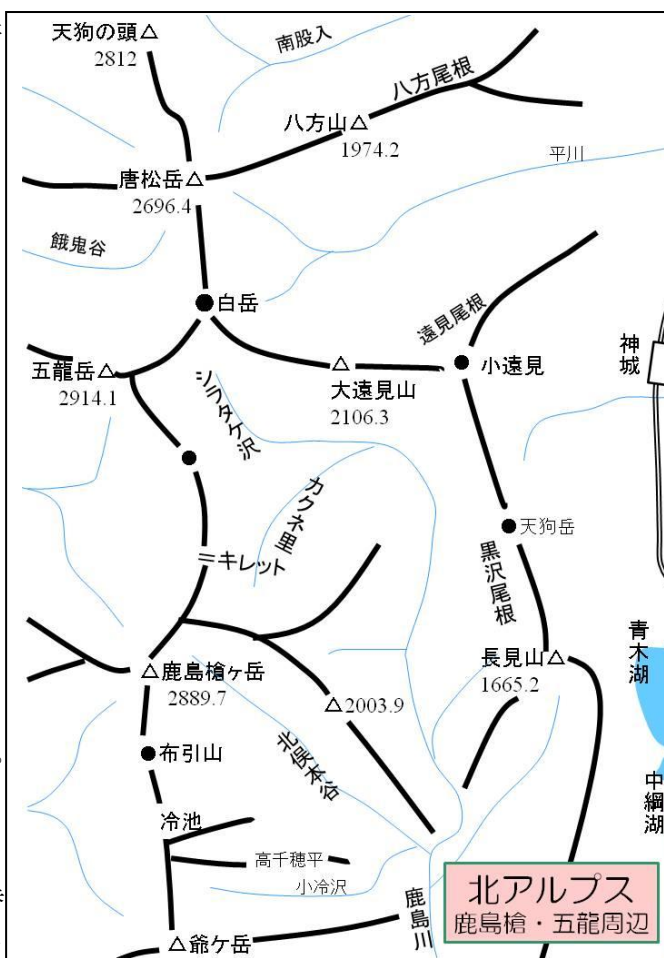 天狗の頭△
2812
南股入
八方尾根
八方山△
1974.2
平川
唐松岳△
2696.4
餓鬼谷
白岳
遠見尾根
神城
五龍岳△
2914.1
小遠見
大遠見山
2106.3
シラタケ沢
カクネ里
天狗岳
キレット
黒沢尾根
青木湖
長見山△
1665.2
△鹿島槍ヶ岳
2889.7
△2003.9
布引山
北俣本谷
中綱湖
冷池
高千穂平
小冷沢
鹿島川
△爺ケ岳
北アルプス
鹿島槍・五龍周辺